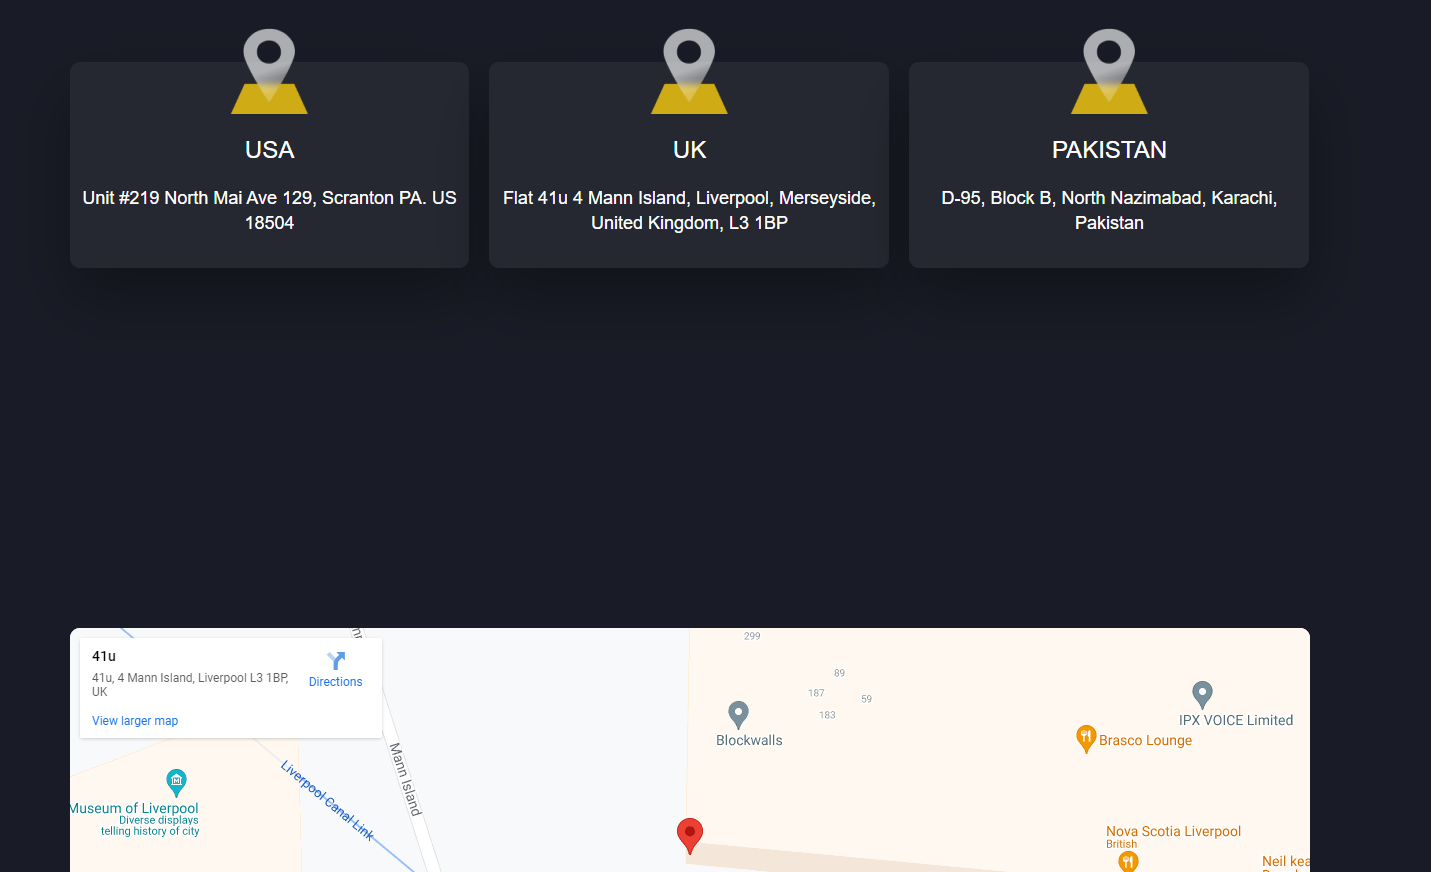 USA
Unit #219 North Mai Ave 129, Scranton PA. US
18504
UK
Flat 41u 4 Mann Island, Liverpool, Merseyside,
United Kingdom, L3 1BP
PAKISTAN
D-95, Block B, North Nazimabad, Karachi,
Pakistan
41u
41u, 4 Mann Island, Liverpool L3 1BP,
UK
Directions
View larger map
299
89
187
59
183
Blockwalls
IPX VOICE Limited
Brasco Lounge
Mann Island
Liverpool Canal Link
Museum of Liverpool
Diverse displays
telling history of city
Nova Scotia Liverpool
British
Neil kea